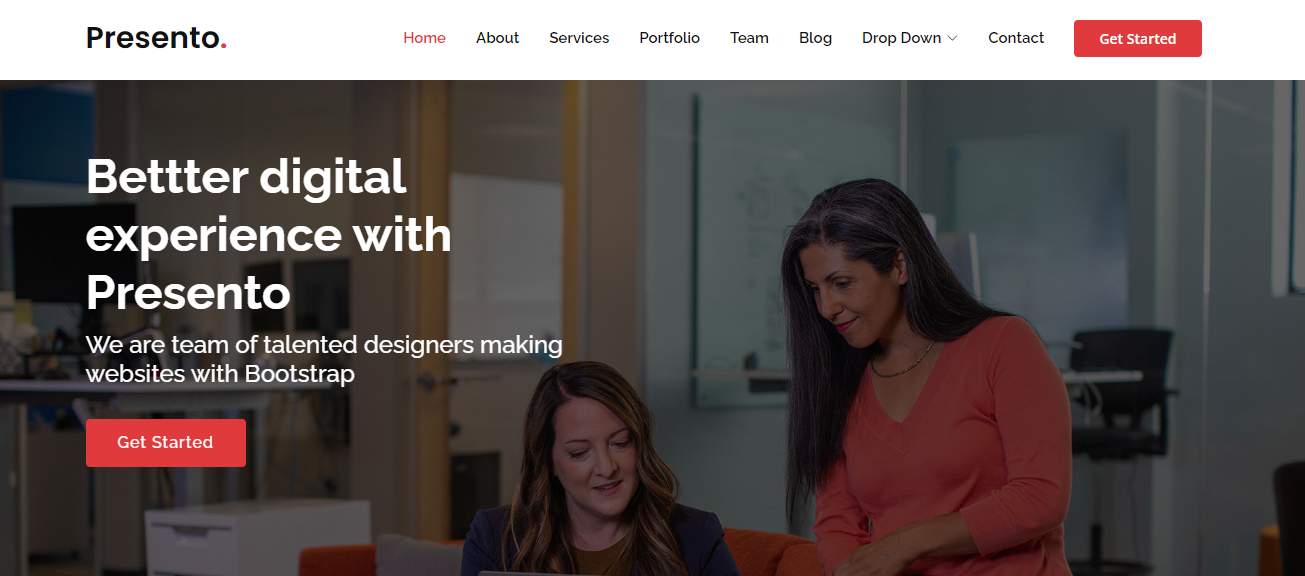 Presento.
Home About Services Portfolio Team Blog Drop Down Contact Get Started
Bettter digital
experience with
Presento
We are team of talented designers making
websites with Bootstrap
Get Started